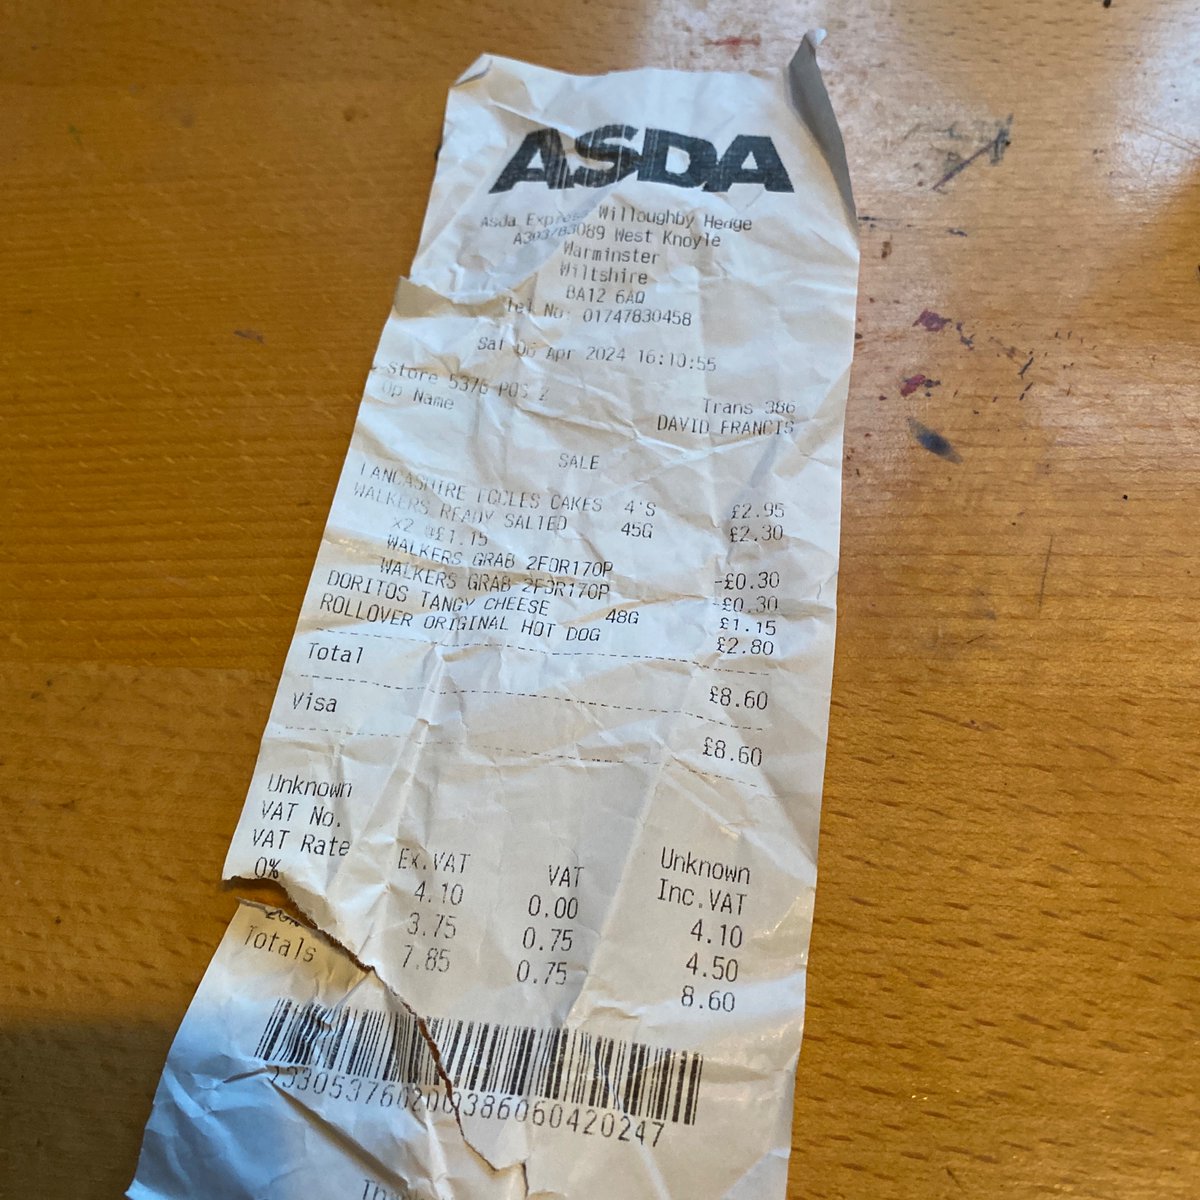 ASDA
Asda Express Willoughby Hedge
A303/B3089 West Knoyle
Warminster
Wiltshire
BA12 6AQ
Tel No: 01747830458
Sat 06 Apr 2024 16:10:55
Store 5376 POS 2 Trans 386
Op Name DAVID FRANCIS
SALE
LANCASHIRE ECCLES CAKES 4'S £2.95
WALKERS READY SALTED 45G £2.30
X2 @£1.15
WALKERS GRAB 2FOR170P -£0.30
WALKERS GRAB 2FOR170P -£0.30
DORITOS TANGY CHEESE 48G £1.15
ROLLOVER ORIGINAL HOT DOG £2.80
Total £8.60
Visa £8.60
Unknown
VAT No. Unknown
VAT Rate Ex.VAT VAT Inc.VAT
0% 4.10 0.00 4.10
3.75 0.75 4.50
Totals 7.85 0.75 8.60
386060420247